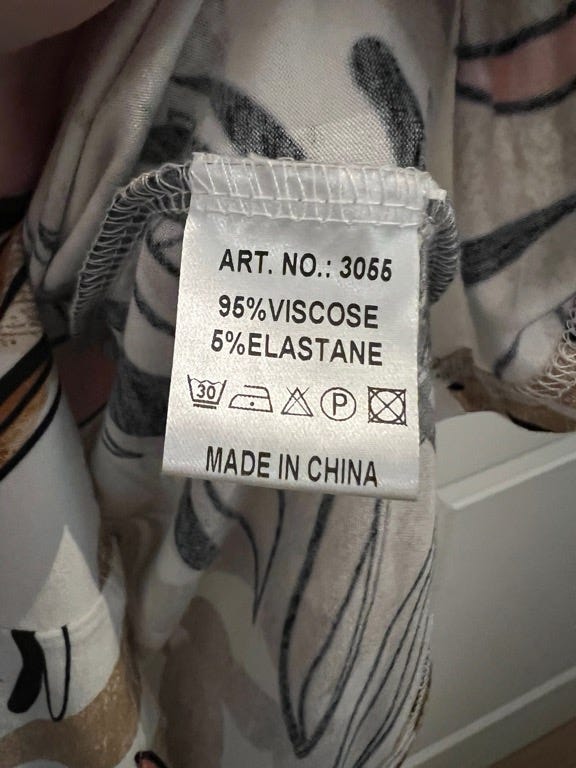 ART. NO.: 3055
95%VISCOSE
5%ELASTANE
30 P
MADE IN CHINA